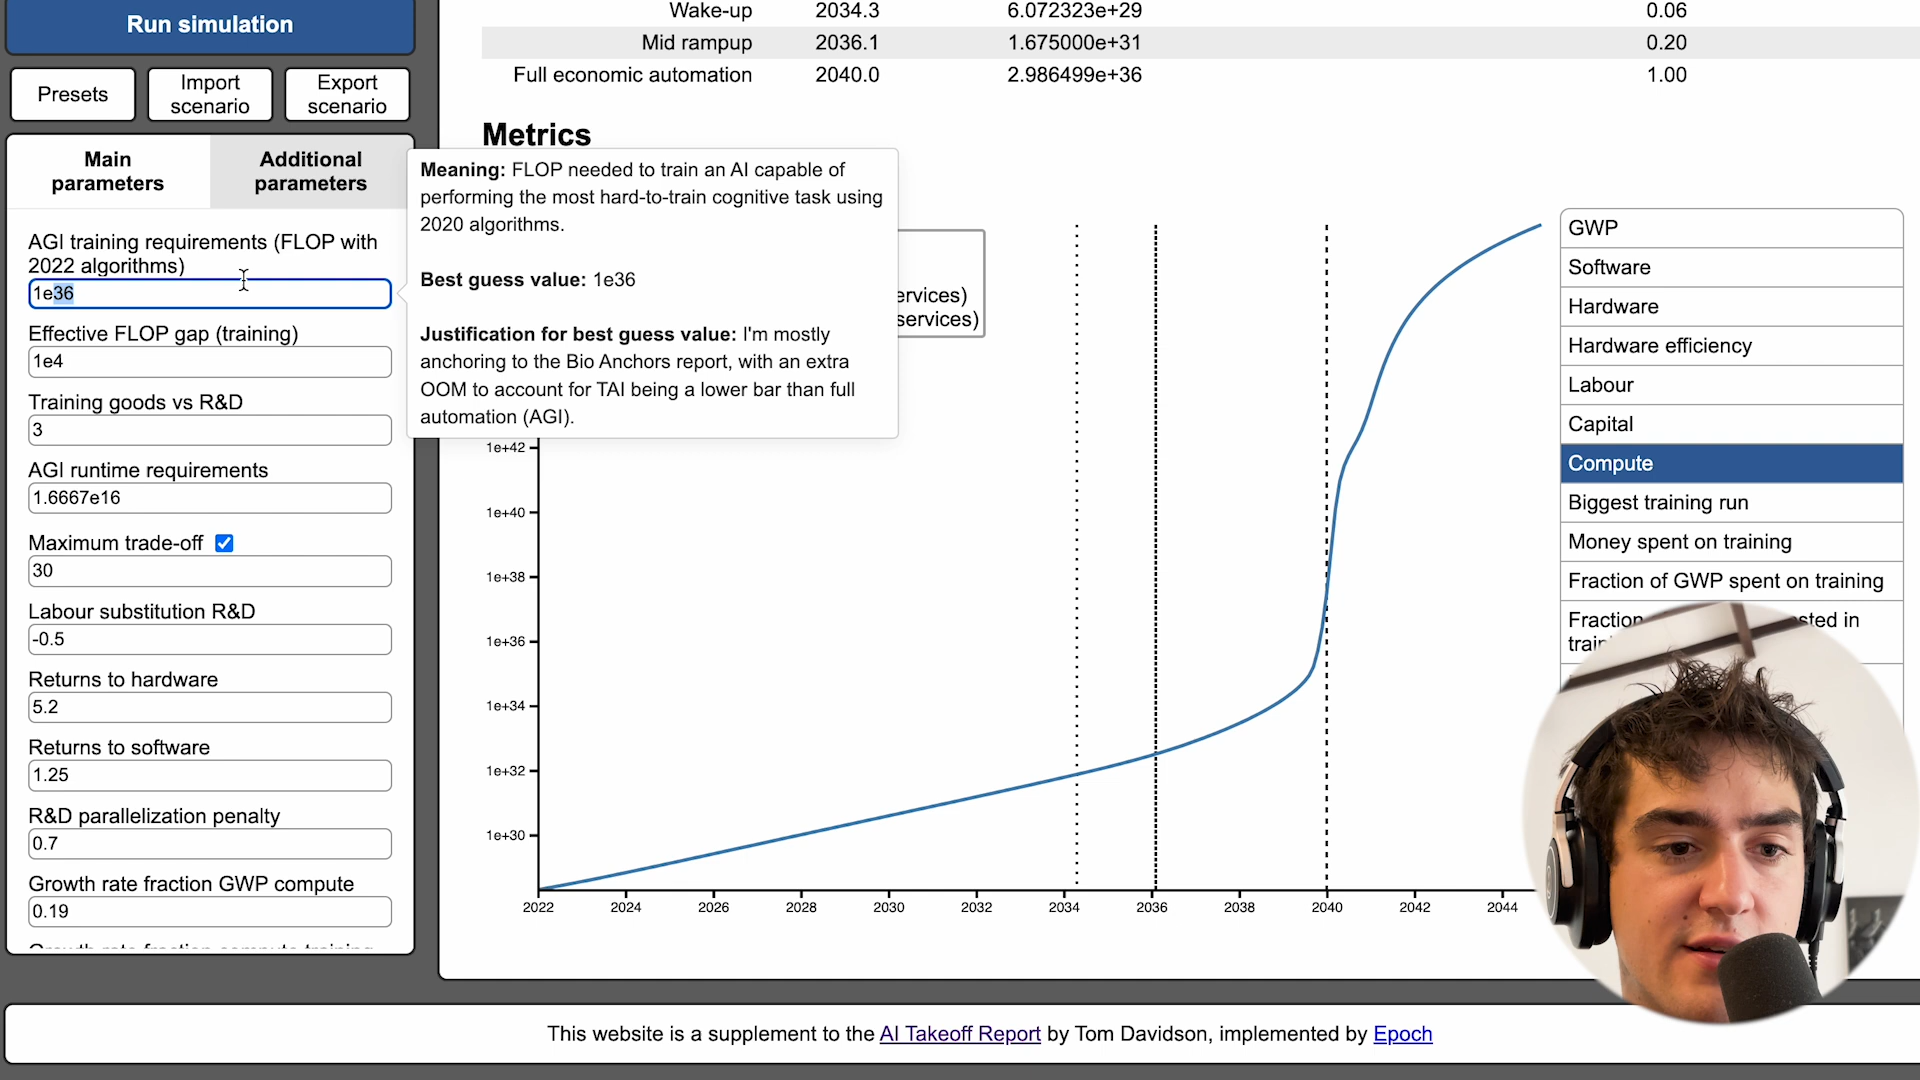 Run simulation
Wake-up 2034.3 6.072323e+29 0.06
Mid rampup 2036.1 1.675000e+31 0.20
Full economic automation 2040.0 2.986499e+36 1.00
Presets
Import
scenario
Export
scenario
Main
parameters
Additional
parameters
AGI training requirements (FLOP with
2022 algorithms)
1e36
Effective FLOP gap (training)
1e4
Training goods vs R&D
3
AGI runtime requirements
1.6667e16
Maximum trade-off
30
Labour substitution R&D
-0.5
Returns to hardware
5.2
Returns to software
1.25
R&D parallelization penalty
0.7
Growth rate fraction GWP compute
0.19
Metrics
Meaning: FLOP needed to train an AI capable of
performing the most hard-to-train cognitive task using
2020 algorithms.
Best guess value: 1e36
Justification for best guess value: I'm mostly
anchoring to the Bio Anchors report, with an extra
OOM to account for TAI being a lower bar than full
automation (AGI).
ervices)
services)
1e+42
1e+40
1e+38
1e+36
1e+34
1e+32
1e+30
2022 2024 2026 2028 2030 2032 2034 2036 2038 2040 2042 2044
GWP
Software
Hardware
Hardware efficiency
Labour
Capital
Compute
Biggest training run
Money spent on training
Fraction of GWP spent on training
Fraction sted in
This website is a supplement to the AI Takeoff Report by Tom Davidson, implemented by Epoch